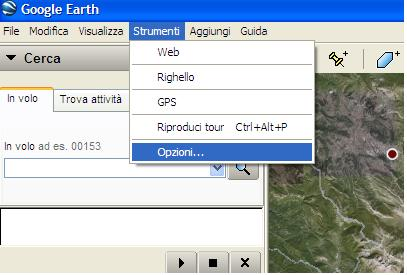 Google Earth
File Modifica Visualizza Strumenti Aggiungi Guida
Cerca
Web
Righello
GPS
Riproduci tour Ctrl+Alt+P
Opzioni...
In volo Trova attività
In volo ad es. 00153